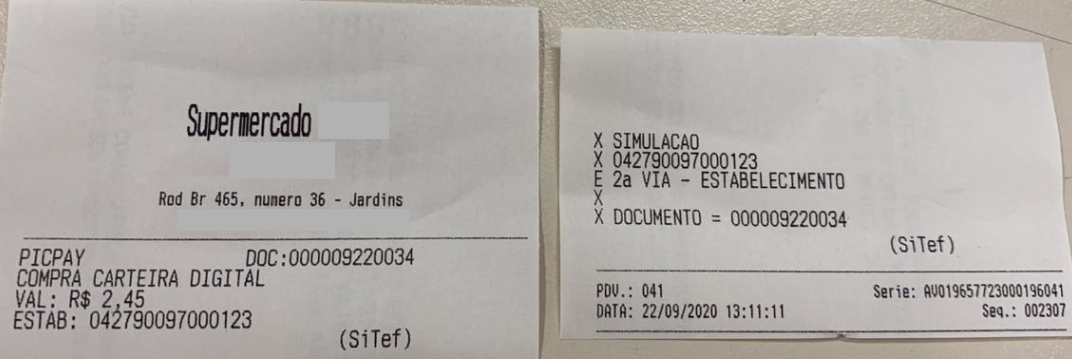 Supermercado
Rod Br 465, numero 36 - Jardins
PICPAY DOC:000009220034
COMPRA CARTEIRA DIGITAL
VAL: R$ 2,45
ESTAB: 042790097000123
(SiTef)
X SIMULACAO
X 042790097000123
E 2a VIA - ESTABELECIMENTO
X
X DOCUMENTO = 000009220034
(SiTef)
PDV.: 041 Serie: AU019657723000196041
DATA: 22/09/2020 13:11:11 Seq.: 002307